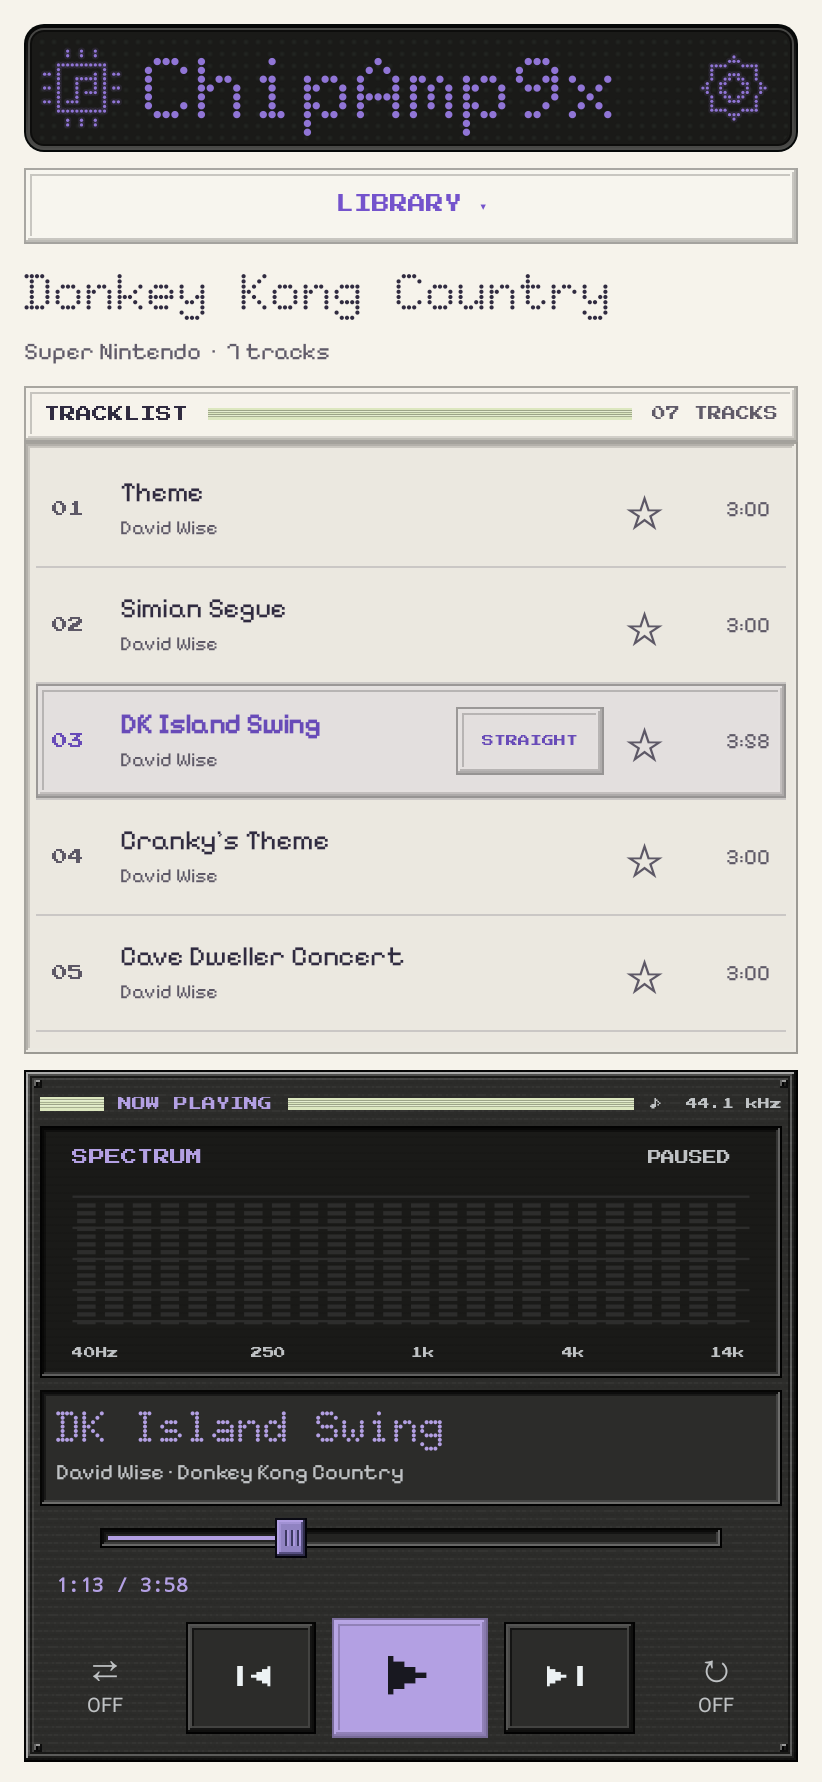 ChipAmp9x
LIBRARY ▾
Donkey Kong Country
Super Nintendo · 7 tracks
TRACKLIST 07 TRACKS
01 Theme 3:00
David Wise
02 Simian Segue 3:00
David Wise
03 DK Island Swing STRAIGHT 3:58
David Wise
04 Cranky's Theme 3:00
David Wise
05 Cave Dweller Concert 3:00
David Wise
NOW PLAYING ♪ 44.1 kHz
SPECTRUM PAUSED
40Hz 250 1k 4k 14k
DK Island Swing
David Wise · Donkey Kong Country
1:13 / 3:58
OFF OFF